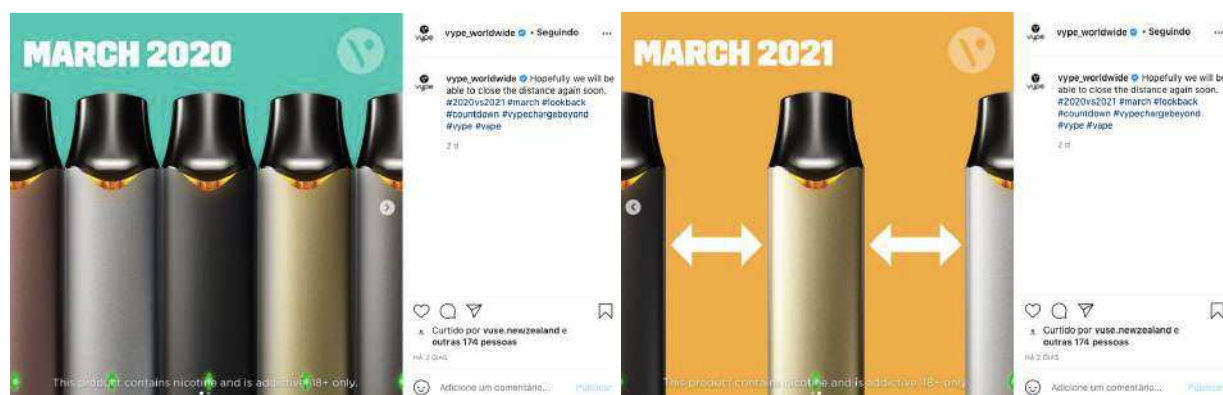 MARCH 2020
This product contains nicotine and is addictive. 18+ only.
vype
vype_worldwide • Seguindo
vype
vype_worldwide Hopefully we will be
able to close the distance again soon.
#2020vs2021 #march #lookback
#countdown #vypechargebeyond
#vype #vape
2 d
Curtido por vuse.newzealand e
outras 174 pessoas
HÁ 2 DIAS
Adicione um comentário...
Publicar
MARCH 2021
This product contains nicotine and is addictive. 18+ only.
vype
vype_worldwide • Seguindo
vype
vype_worldwide Hopefully we will be
able to close the distance again soon.
#2020vs2021 #march #lookback
#countdown #vypechargebeyond
#vype #vape
2 d
Curtido por vuse.newzealand e
outras 174 pessoas
HÁ 2 DIAS
Adicione um comentário...
Publicar